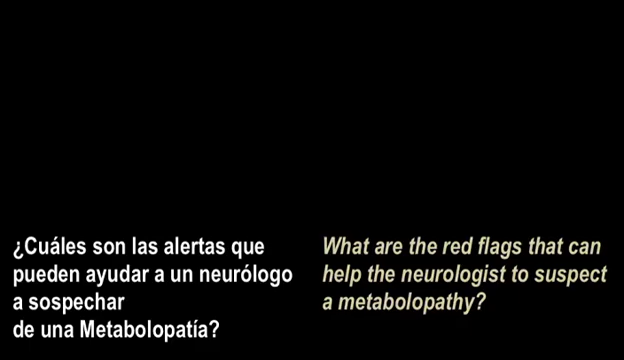 ¿Cuáles son las alertas que
pueden ayudar a un neurólogo
a sospechar
de una Metabolopatía?
What are the red flags that can
help the neurologist to suspect
a metabolopathy?